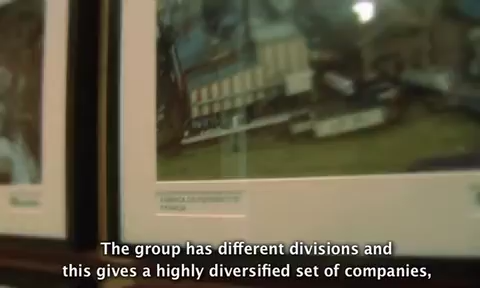 The group has different divisions and
this gives a highly diversified set of companies,